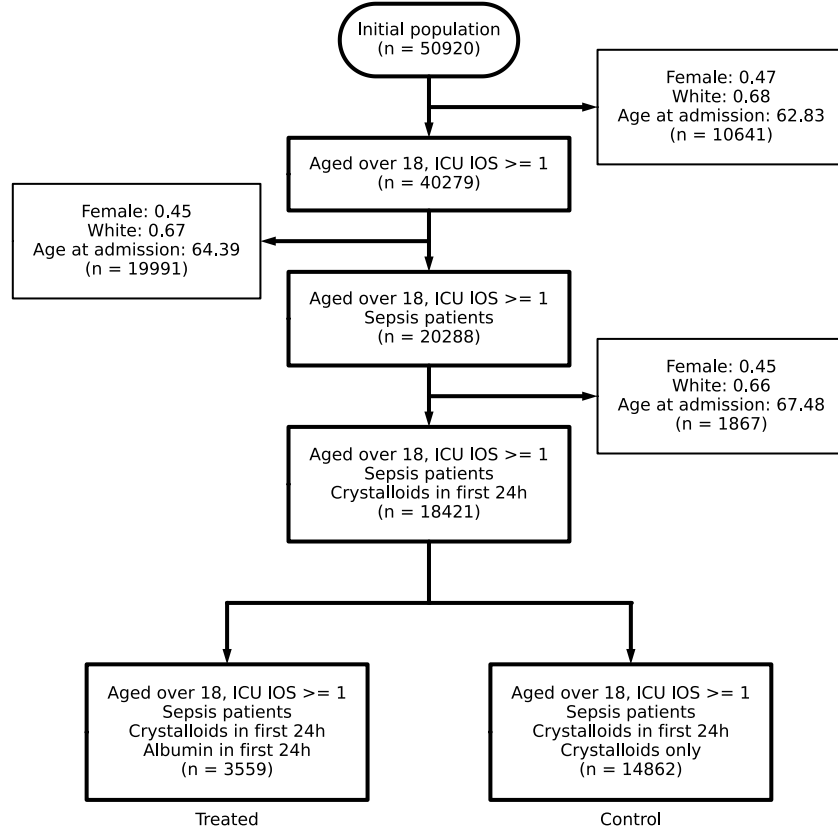 Initial population
(n = 50920)
Female: 0.47
White: 0.68
Age at admission: 62.83
(n = 10641)
Aged over 18, ICU lOS >= 1
(n = 40279)
Female: 0.45
White: 0.67
Age at admission: 64.39
(n = 19991)
Aged over 18, ICU lOS >= 1
Sepsis patients
(n = 20288)
Female: 0.45
White: 0.66
Age at admission: 67.48
(n = 1867)
Aged over 18, ICU lOS >= 1
Sepsis patients
Crystalloids in first 24h
(n = 18421)
Aged over 18, ICU lOS >= 1
Sepsis patients
Crystalloids in first 24h
Albumin in first 24h
(n = 3559)
Treated
Aged over 18, ICU lOS >= 1
Sepsis patients
Crystalloids in first 24h
Crystalloids only
(n = 14862)
Control